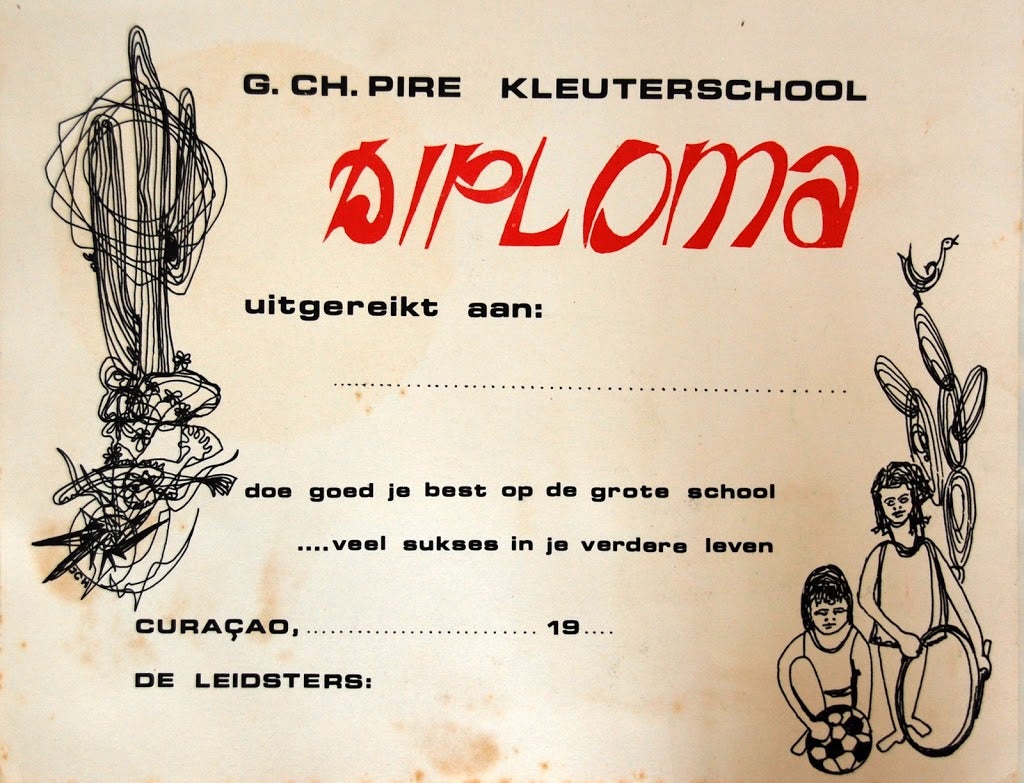 G. CH. PIRE KLEUTERSCHOOL
DIPLOMA
uitgereikt aan:
doe goed je best op de grote school
....veel sukses in je verdere leven
CURAÇAO,........................... 19....
DE LEIDSTERS: